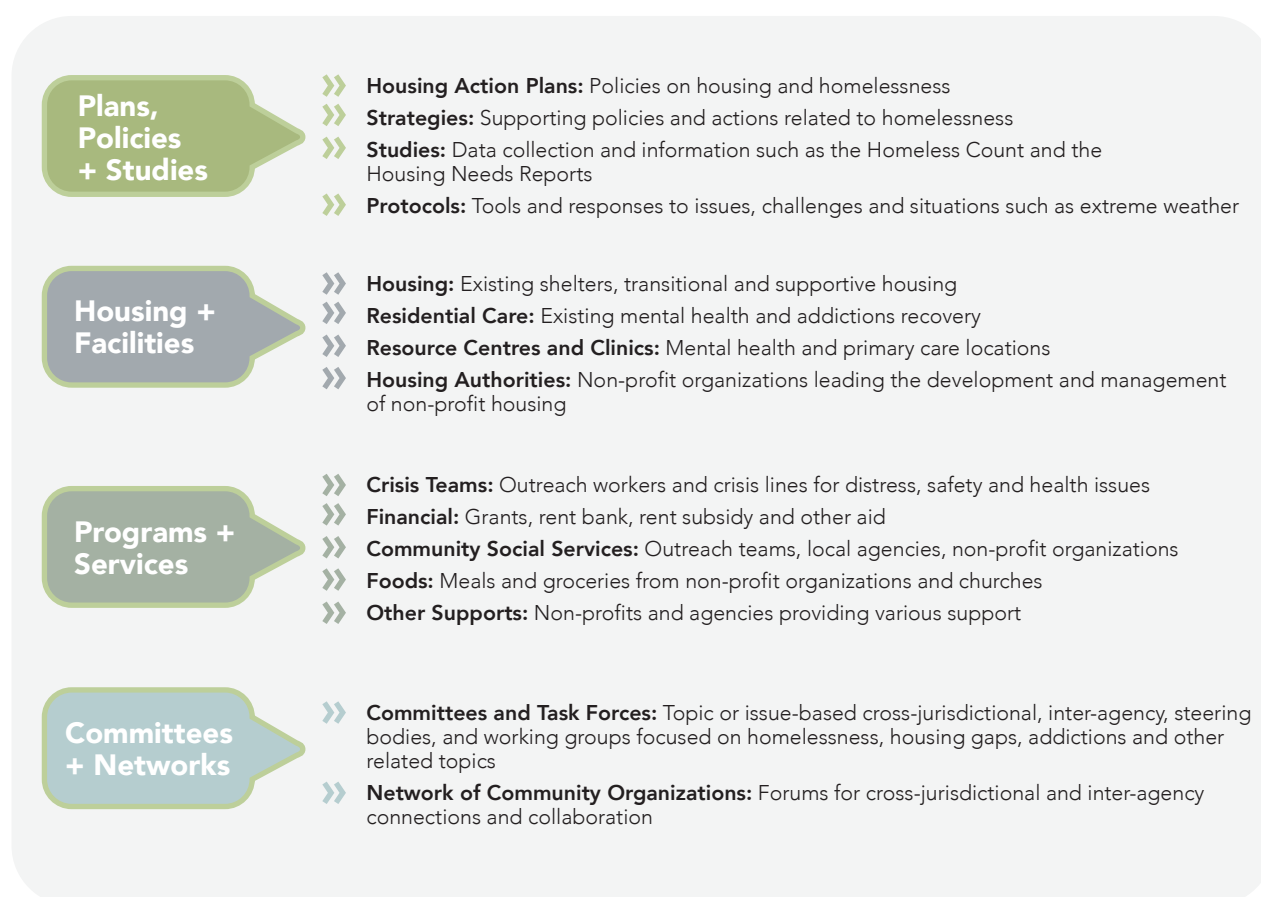 Plans,
Policies
+ Studies
Housing Action Plans: Policies on housing and homelessness
Strategies: Supporting policies and actions related to homelessness
Studies: Data collection and information such as the Homeless Count and the
Housing Needs Reports
Protocols: Tools and responses to issues, challenges and situations such as extreme weather
Housing +
Facilities
Housing: Existing shelters, transitional and supportive housing
Residential Care: Existing mental health and addictions recovery
Resource Centres and Clinics: Mental health and primary care locations
Housing Authorities: Non-profit organizations leading the development and management
of non-profit housing
Programs +
Services
Crisis Teams: Outreach workers and crisis lines for distress, safety and health issues
Financial: Grants, rent bank, rent subsidy and other aid
Community Social Services: Outreach teams, local agencies, non-profit organizations
Foods: Meals and groceries from non-profit organizations and churches
Other Supports: Non-profits and agencies providing various support
Committees
+ Networks
Committees and Task Forces: Topic or issue-based cross-jurisdictional, inter-agency, steering
bodies, and working groups focused on homelessness, housing gaps, addictions and other
related topics
Network of Community Organizations: Forums for cross-jurisdictional and inter-agency
connections and collaboration